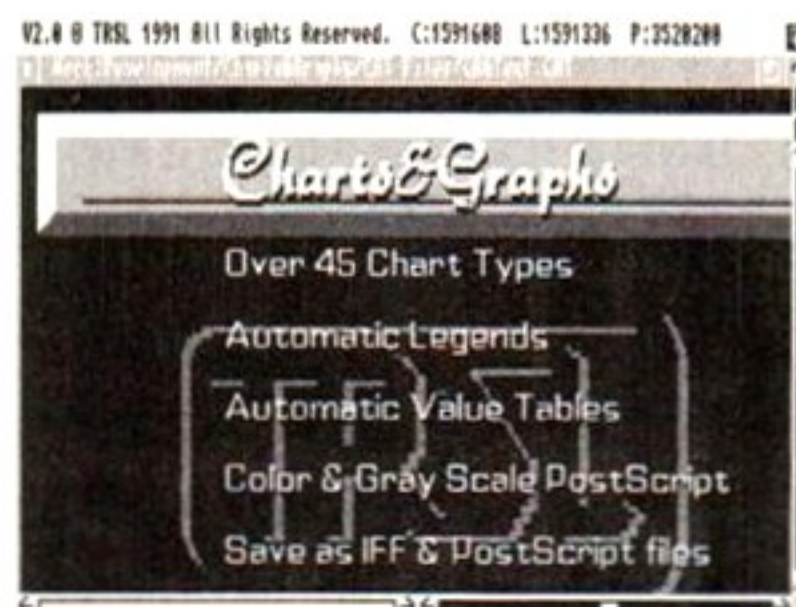 V2.0 © TRSL 1991 All Rights Reserved. C:1591608 L:1591336 P:3520208
Charts&Graphs
Over 45 Chart Types
Automatic Legends
Automatic Value Tables
Color & Gray Scale PostScript
Save as IFF & PostScript files